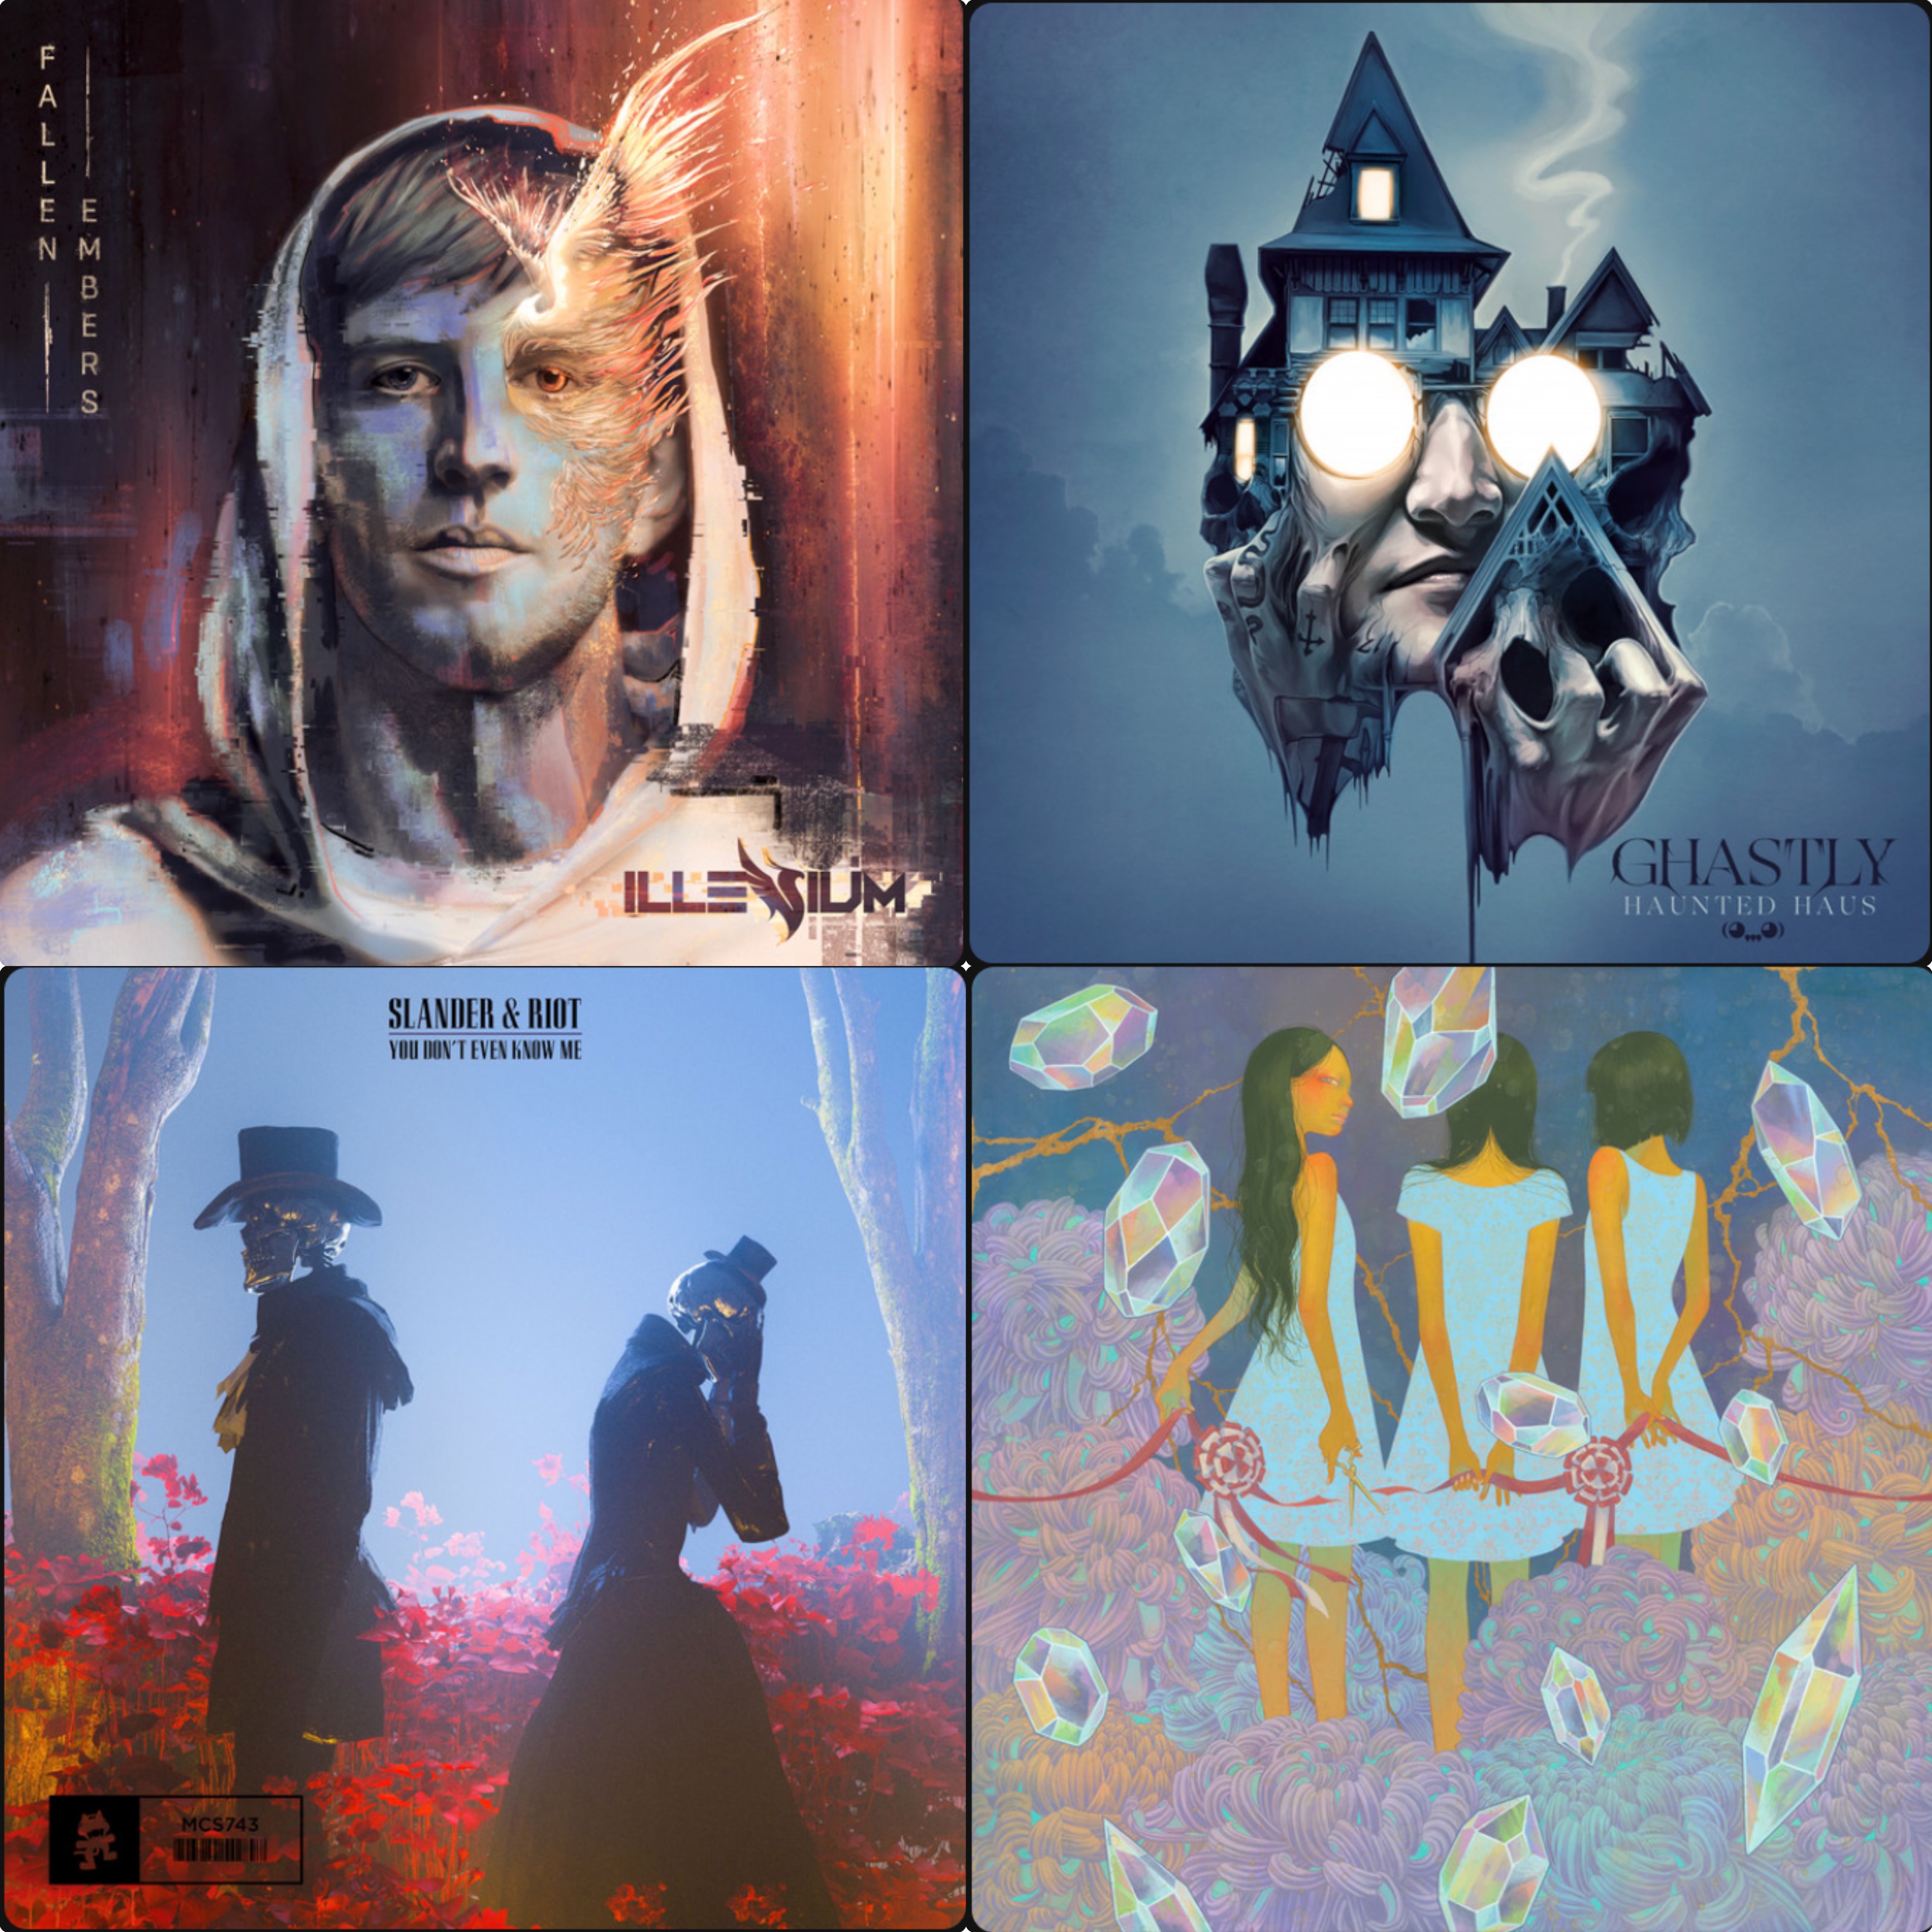 FALLEN
EMBERS
ILLENIUM
GHASTLY
HAUNTED HAUS
SLANDER & RIOT
YOU DON'T EVEN KNOW ME
MCS743